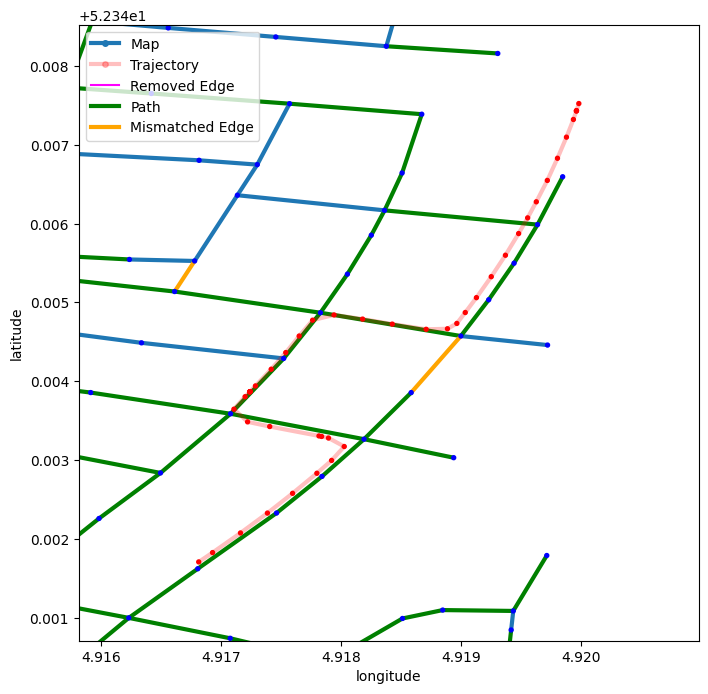 +5.234e1
Map
Trajectory
Removed Edge
Path
Mismatched Edge
0.008
0.007
0.006
0.005
0.004
0.003
0.002
0.001
latitude
4.916 4.917 4.918 4.919 4.920
longitude